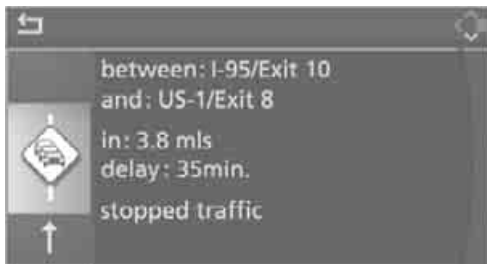 between: I-95/Exit 10
and: US-1/Exit 8
in: 3.8 mls
delay: 35min.
stopped traffic